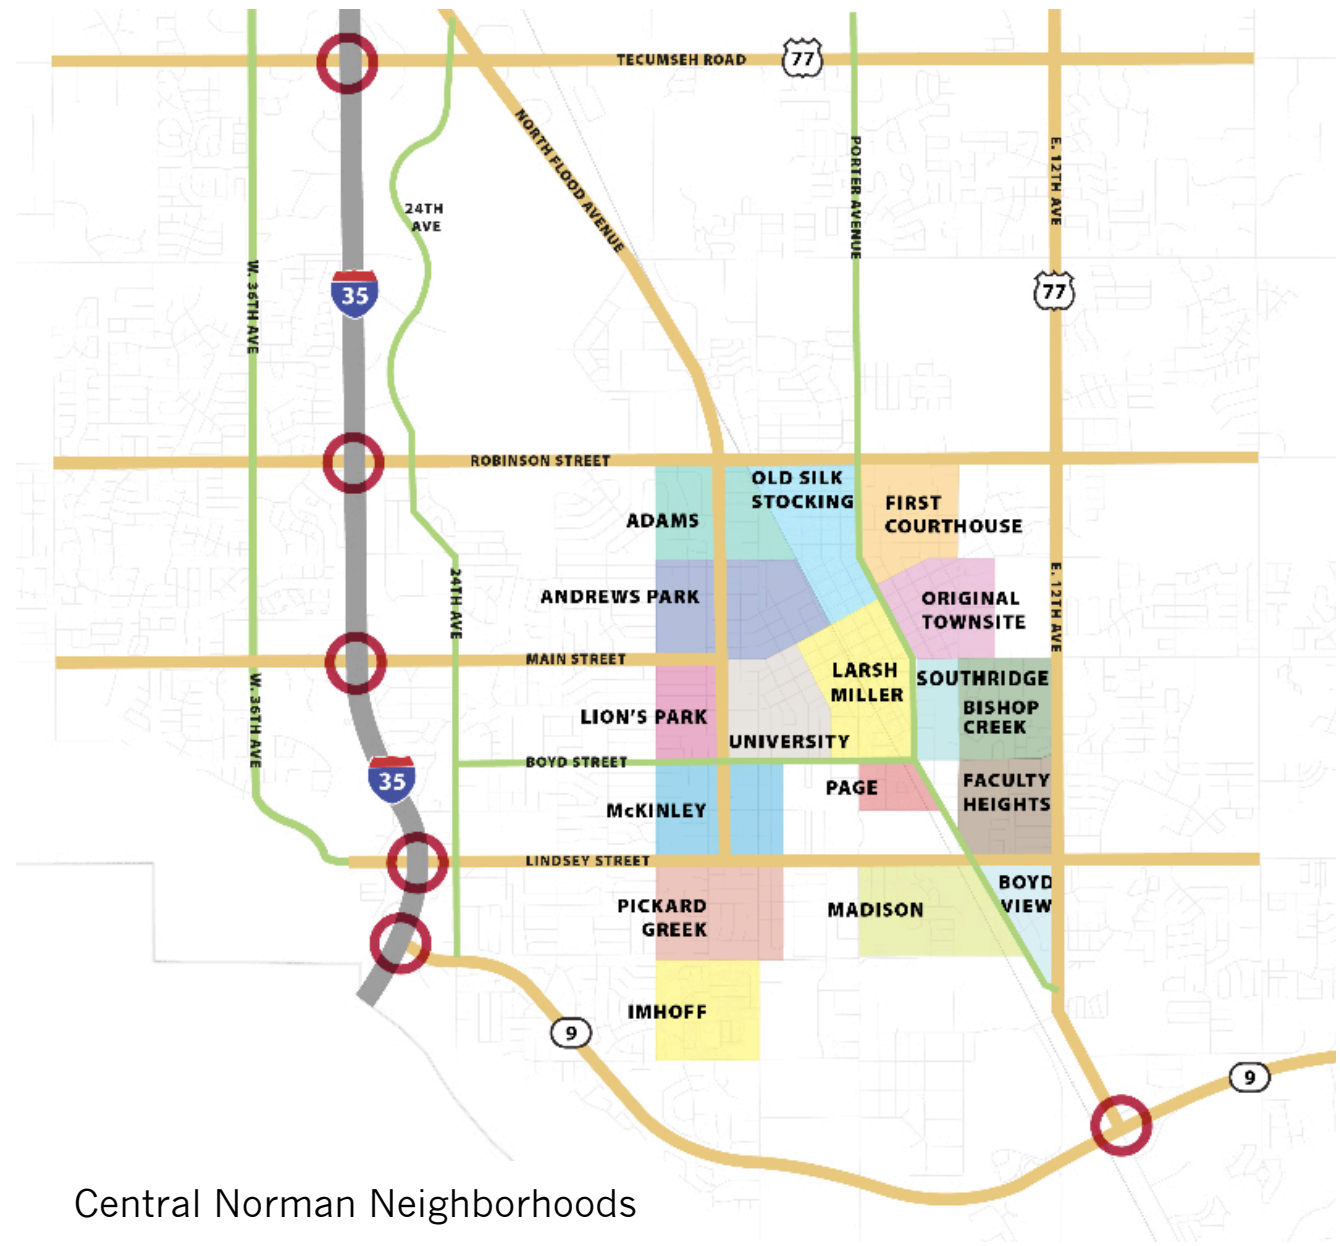 TECUMSEH ROAD
77
NORTH FLOOD AVENUE
PORTER AVENUE
E. 12TH AVE
24TH
AVE
W. 36TH AVE
35
77
ROBINSON STREET
OLD SILK
STOCKING
FIRST
COURTHOUSE
ADAMS
ANDREWS PARK
ORIGINAL
TOWNSITE
24TH AVE
E. 12TH AVE
MAIN STREET
LARSH
MILLER
SOUTHRIDGE
W. 36TH AVE
LION'S PARK
BISHOP
CREEK
UNIVERSITY
BOYD STREET
35
PAGE
FACULTY
HEIGHTS
McKINLEY
LINDSEY STREET
BOYD
VIEW
PICKARD
GREEK
MADISON
IMHOFF
9
9
Central Norman Neighborhoods